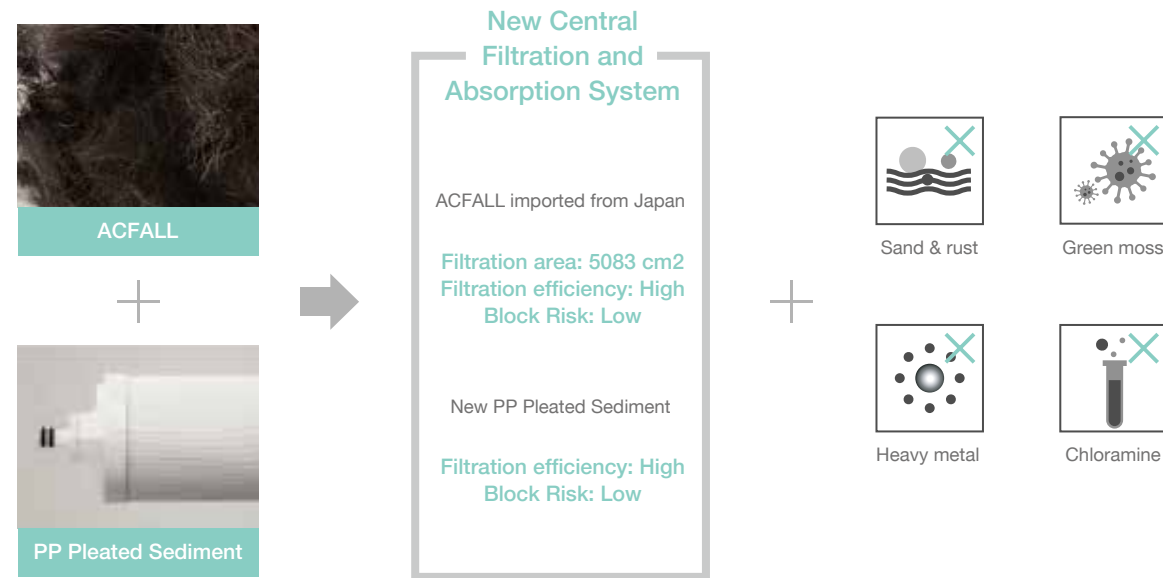 ACFALL
PP Pleated Sediment
New Central
Filtration and
Absorption System
ACFALL imported from Japan
Filtration area: 5083 cm2
Filtration efficiency: High
Block Risk: Low
New PP Pleated Sediment
Filtration efficiency: High
Block Risk: Low
Sand & rust
Green moss
Heavy metal
Chloramine